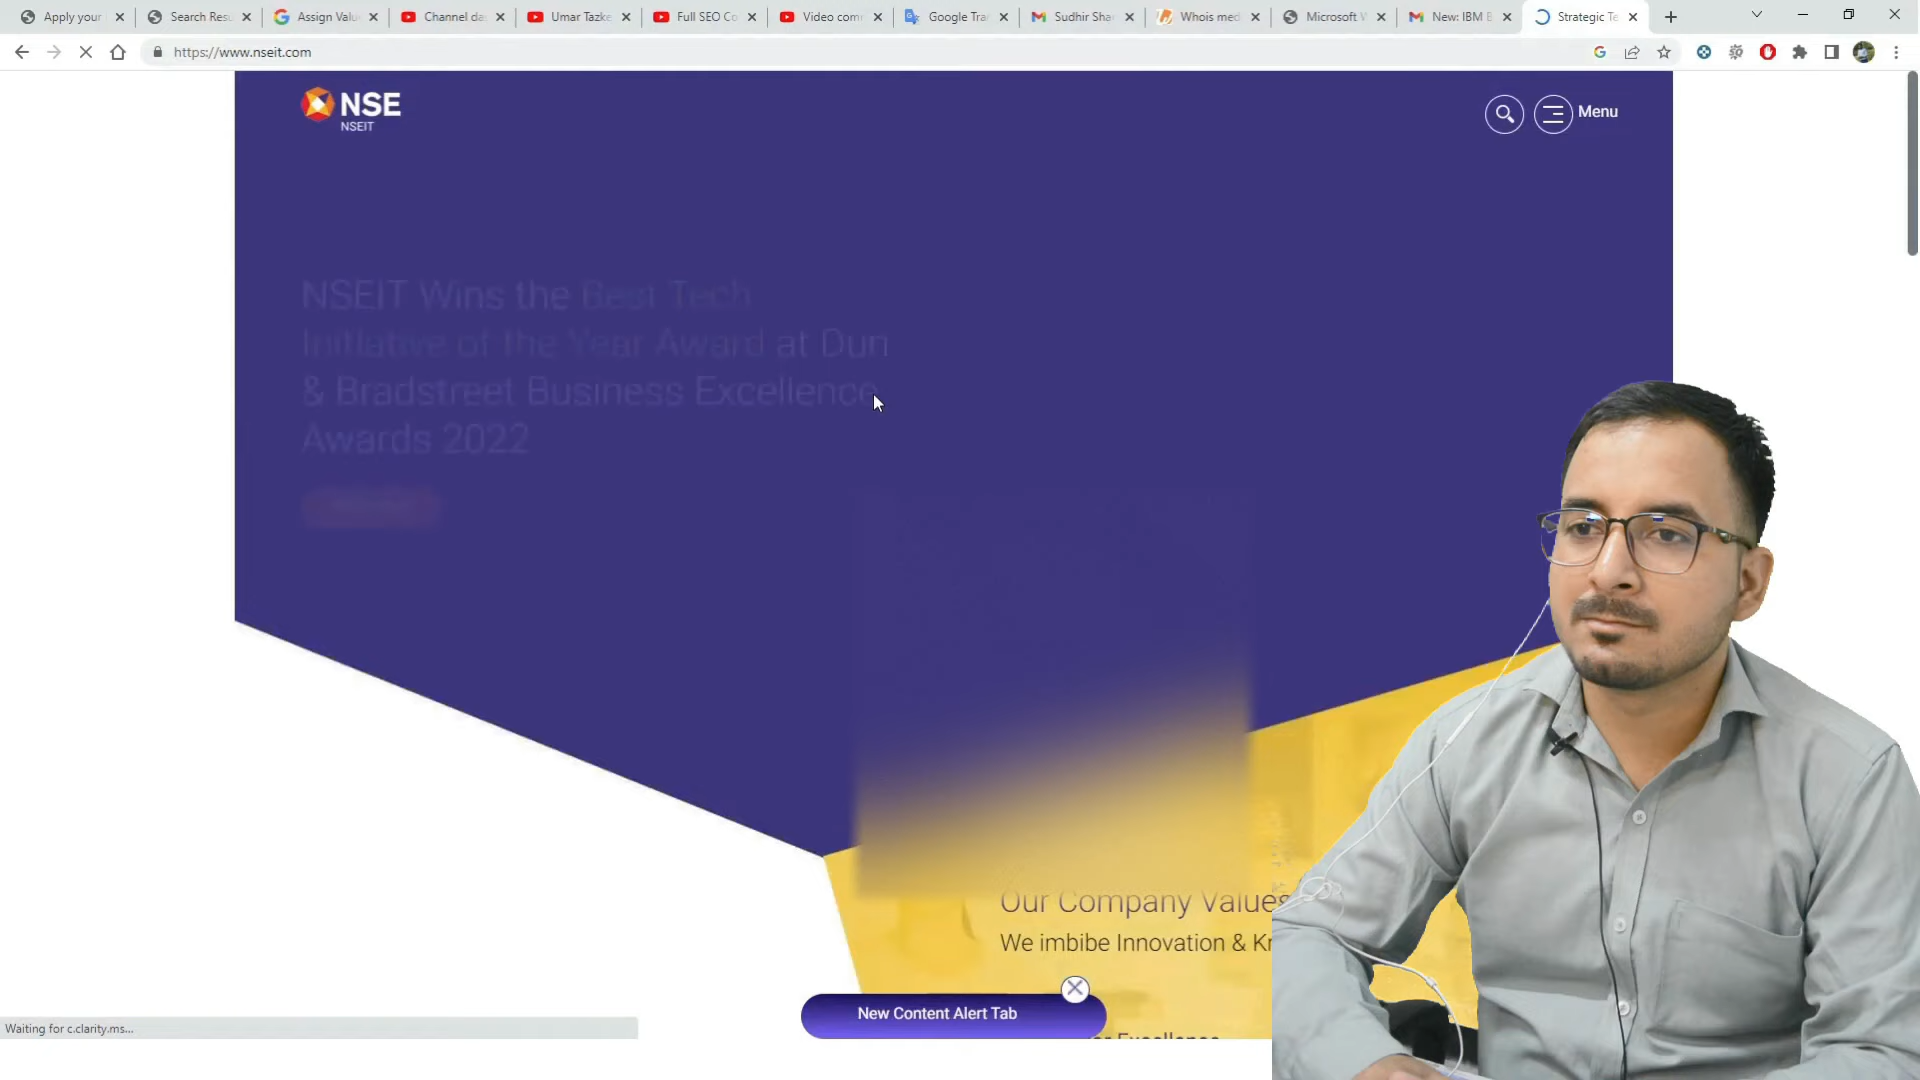 Apply your
Search Resu
Assign Valu
Channel da
Umar Tazke
Full SEO Co
Video comm
Google Tra
Sudhir Sha
Whois med
Microsoft W
New: IBM B
Strategic Te
https://www.nseit.com
NSE
NSEIT
Menu
NSEIT Wins the Best Tech
Initiative of the Year Award at Dun
& Bradstreet Business Excellence
Awards 2022
Our Company Values
We imbibe Innovation & Kn
New Content Alert Tab
Excellence
Waiting for c.clarity.ms...